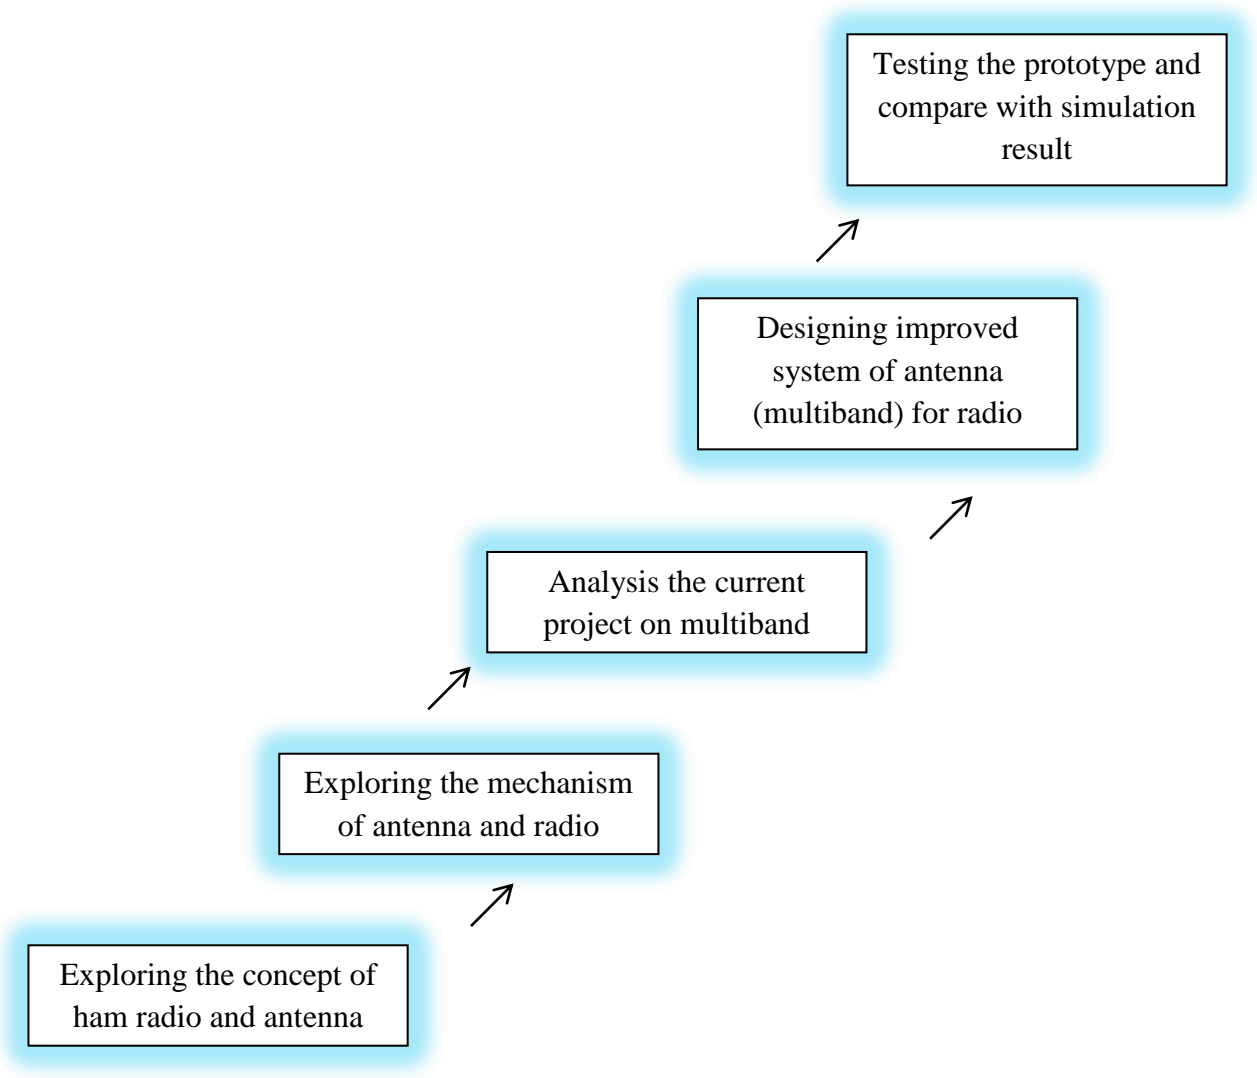 Testing the prototype and
compare with simulation
result
Designing improved
system of antenna
(multiband) for radio
Analysis the current
project on multiband
Exploring the mechanism
of antenna and radio
Exploring the concept of
ham radio and antenna